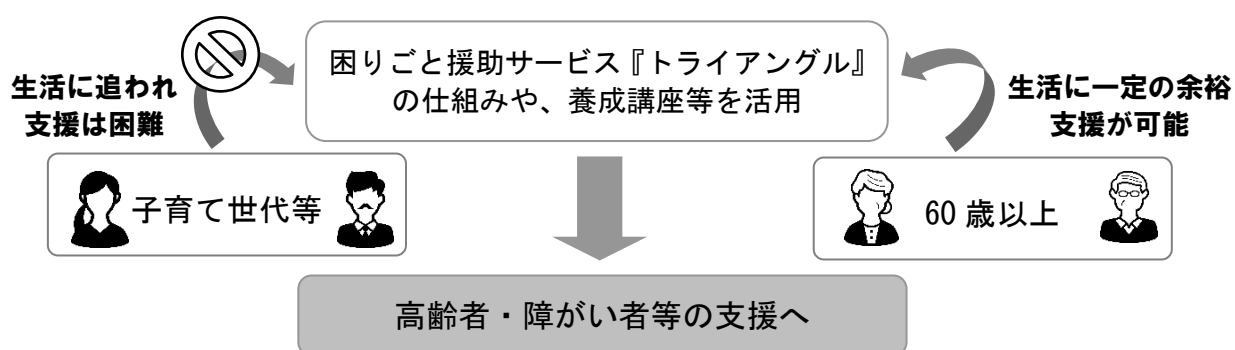 困りごと援助サービス『トライアングル』
の仕組みや、養成講座等を活用
生活に追われ
支援は困難
生活に一定の余裕
支援が可能
子育て世代等
60歳以上
高齢者・障がい者等の支援へ